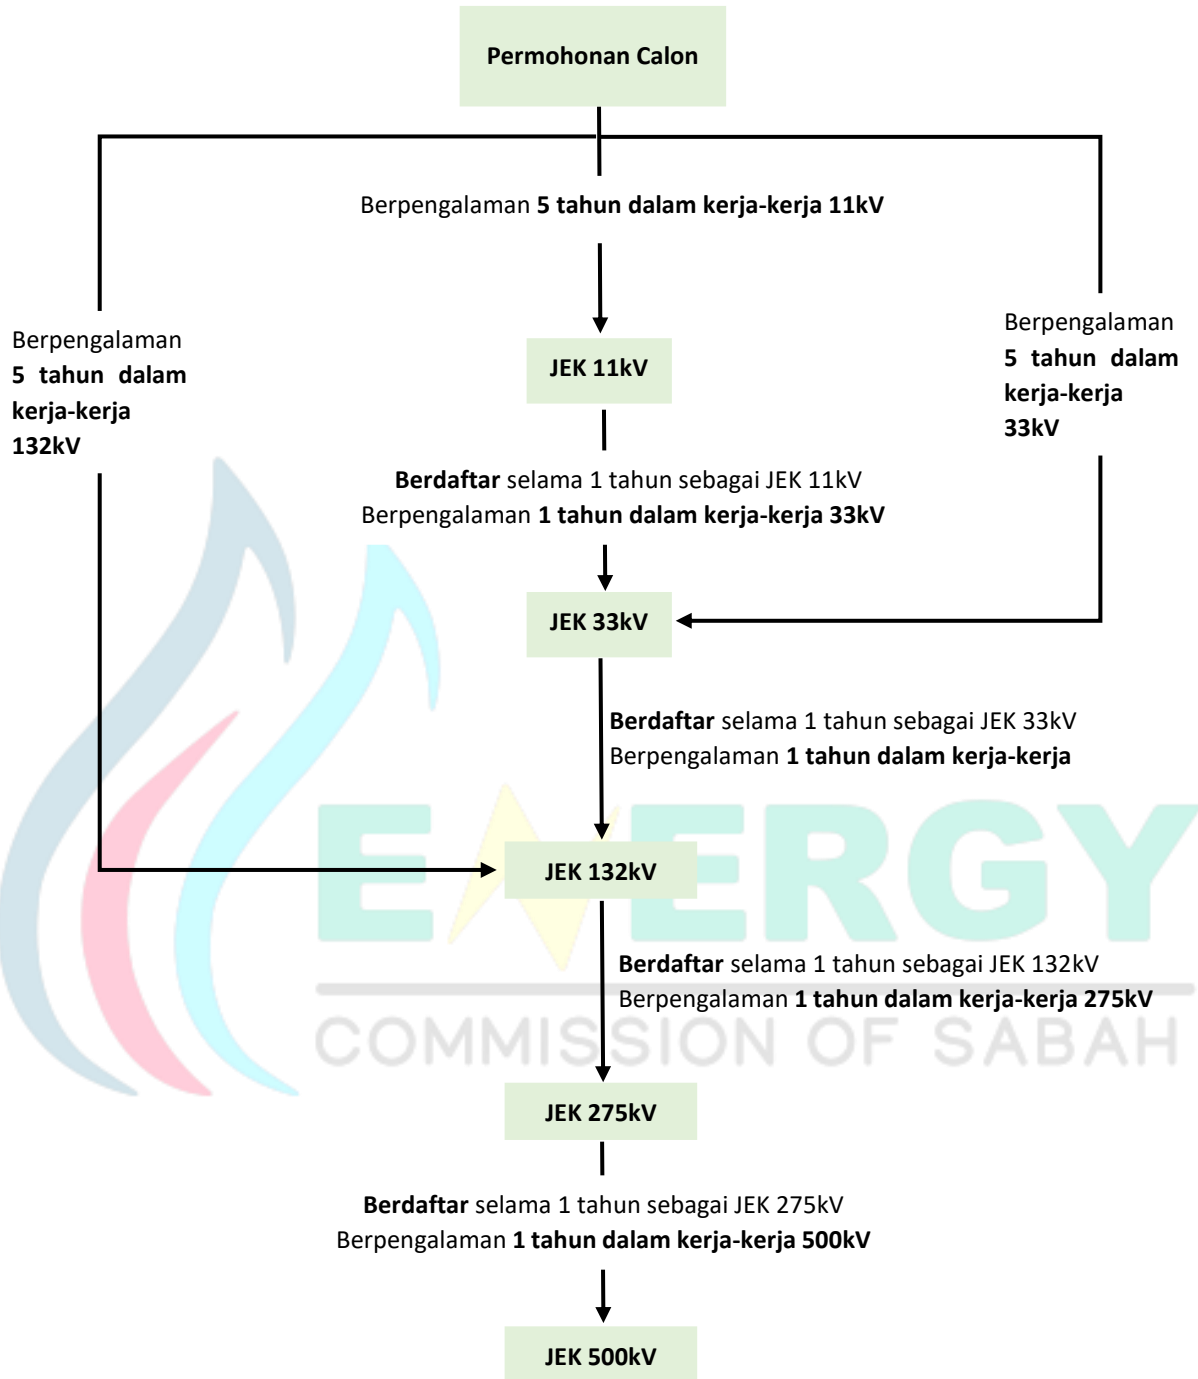 Permohonan Calon
Berpengalaman 5 tahun dalam kerja-kerja 11kV
Berpengalaman
5 tahun dalam
kerja-kerja
132kV
Berpengalaman
5 tahun dalam
kerja-kerja
33kV
JEK 11kV
Berdaftar selama 1 tahun sebagai JEK 11kV
Berpengalaman 1 tahun dalam kerja-kerja 33kV
JEK 33kV
Berdaftar selama 1 tahun sebagai JEK 33kV
Berpengalaman 1 tahun dalam kerja-kerja
JEK 132kV
ENERGY
Berdaftar selama 1 tahun sebagai JEK 132kV
Berpengalaman 1 tahun dalam kerja-kerja 275kV
COMMISSION OF SABAH
JEK 275kV
Berdaftar selama 1 tahun sebagai JEK 275kV
Berpengalaman 1 tahun dalam kerja-kerja 500kV
JEK 500kV